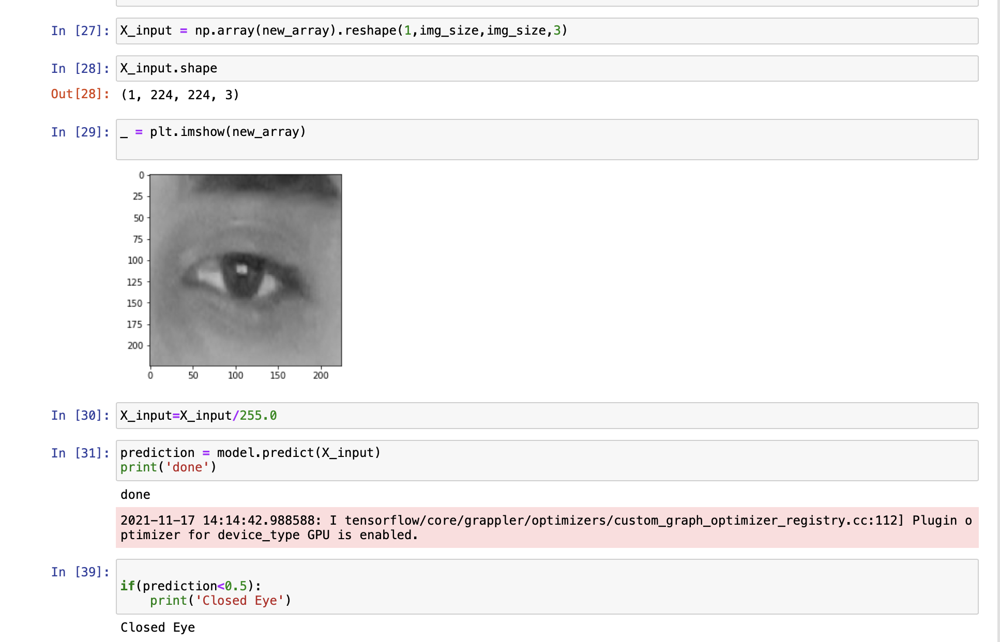 In [27]: X_input = np.array(new_array).reshape(1,img_size,img_size,3)
In [28]: X_input.shape
Out[28]: (1, 224, 224, 3)
In [29]: _ = plt.imshow(new_array)
0
25
50
75
100
125
150
175
200
0 50 100 150 200
In [30]: X_input=X_input/255.0
In [31]: prediction = model.predict(X_input)
print('done')
done
2021-11-17 14:14:42.988588: I tensorflow/core/grappler/optimizers/custom_graph_optimizer_registry.cc:112] Plugin o
ptimizer for device_type GPU is enabled.
In [39]:
if(prediction<0.5):
    print('Closed Eye')
Closed Eye